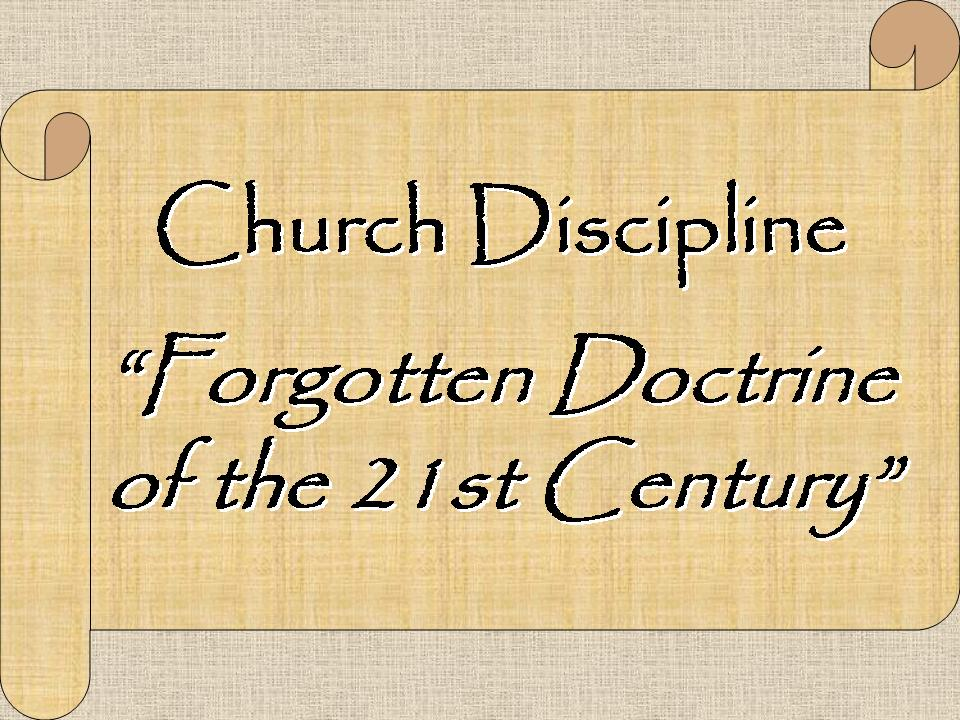 Church Discipline
“Forgotten Doctrine
of the 21st Century”